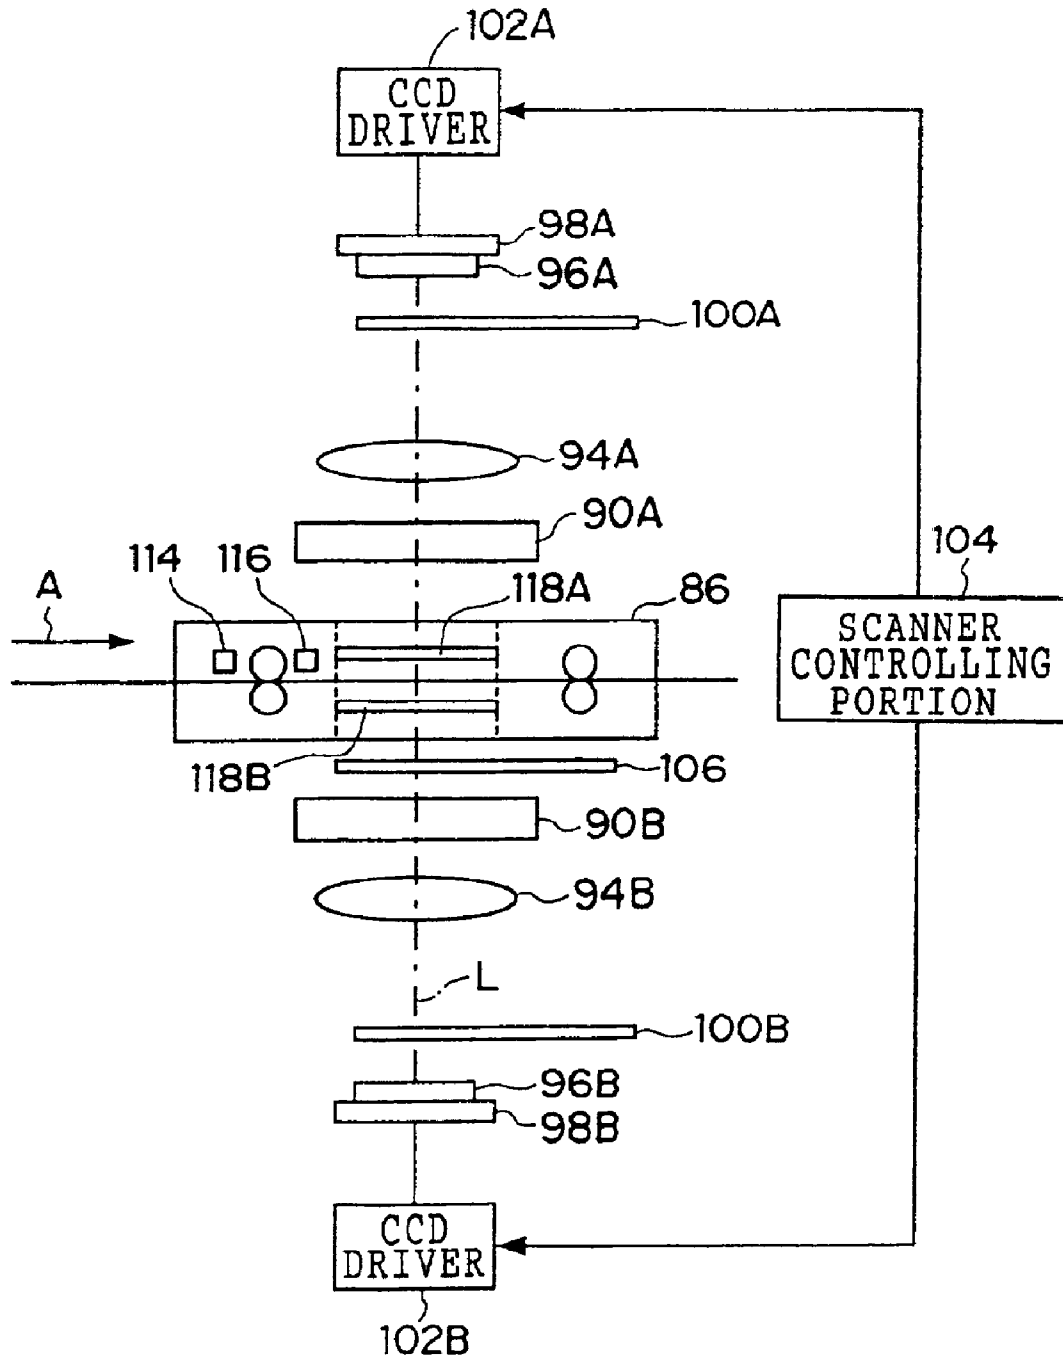 102A
CCD
DRIVER
98A
96A
100A
94A
90A
114
116
104
A
118A
86
SCANNER
CONTROLLING
PORTION
118B
106
90B
94B
L
100B
96B
98B
CCD
DRIVER
102B